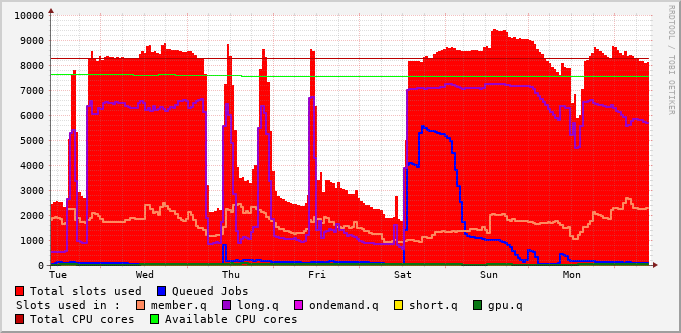 10000
9000
8000
7000
6000
5000
4000
3000
2000
1000
0
Tue Wed Thu Fri Sat Sun Mon
RRDTOOL / TOBI OETIKER
Total slots used Queued Jobs
Slots used in : member.q long.q ondemand.q short.q gpu.q
Total CPU cores Available CPU cores